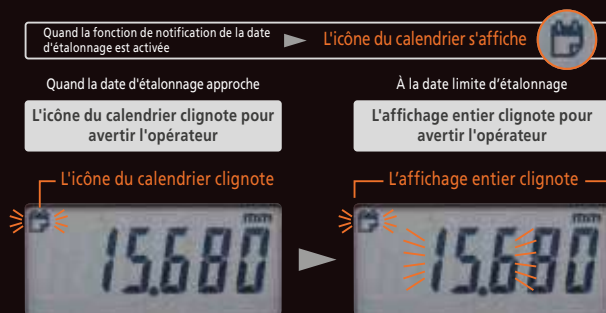 Quand la fonction de notification de la date
d'étalonnage est activée
L'icône du calendrier s'affiche
Quand la date d'étalonnage approche
L'icône du calendrier clignote pour
avertir l'opérateur
L'icône du calendrier clignote
mm
15.680
À la date limite d'étalonnage
L'affichage entier clignote pour
avertir l'opérateur
L'affichage entier clignote
mm
15.680